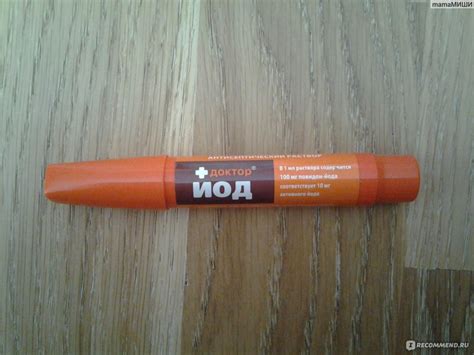 mamaМИШИ
АНТИСЕПТИЧЕСКИЙ РАСТВОР
ДОКТОР®
ЙОД
В 1 мл раствора содержится
100 мг повидон-йода
соответствует 10 мг
активного йода
RECOMMEND.RU